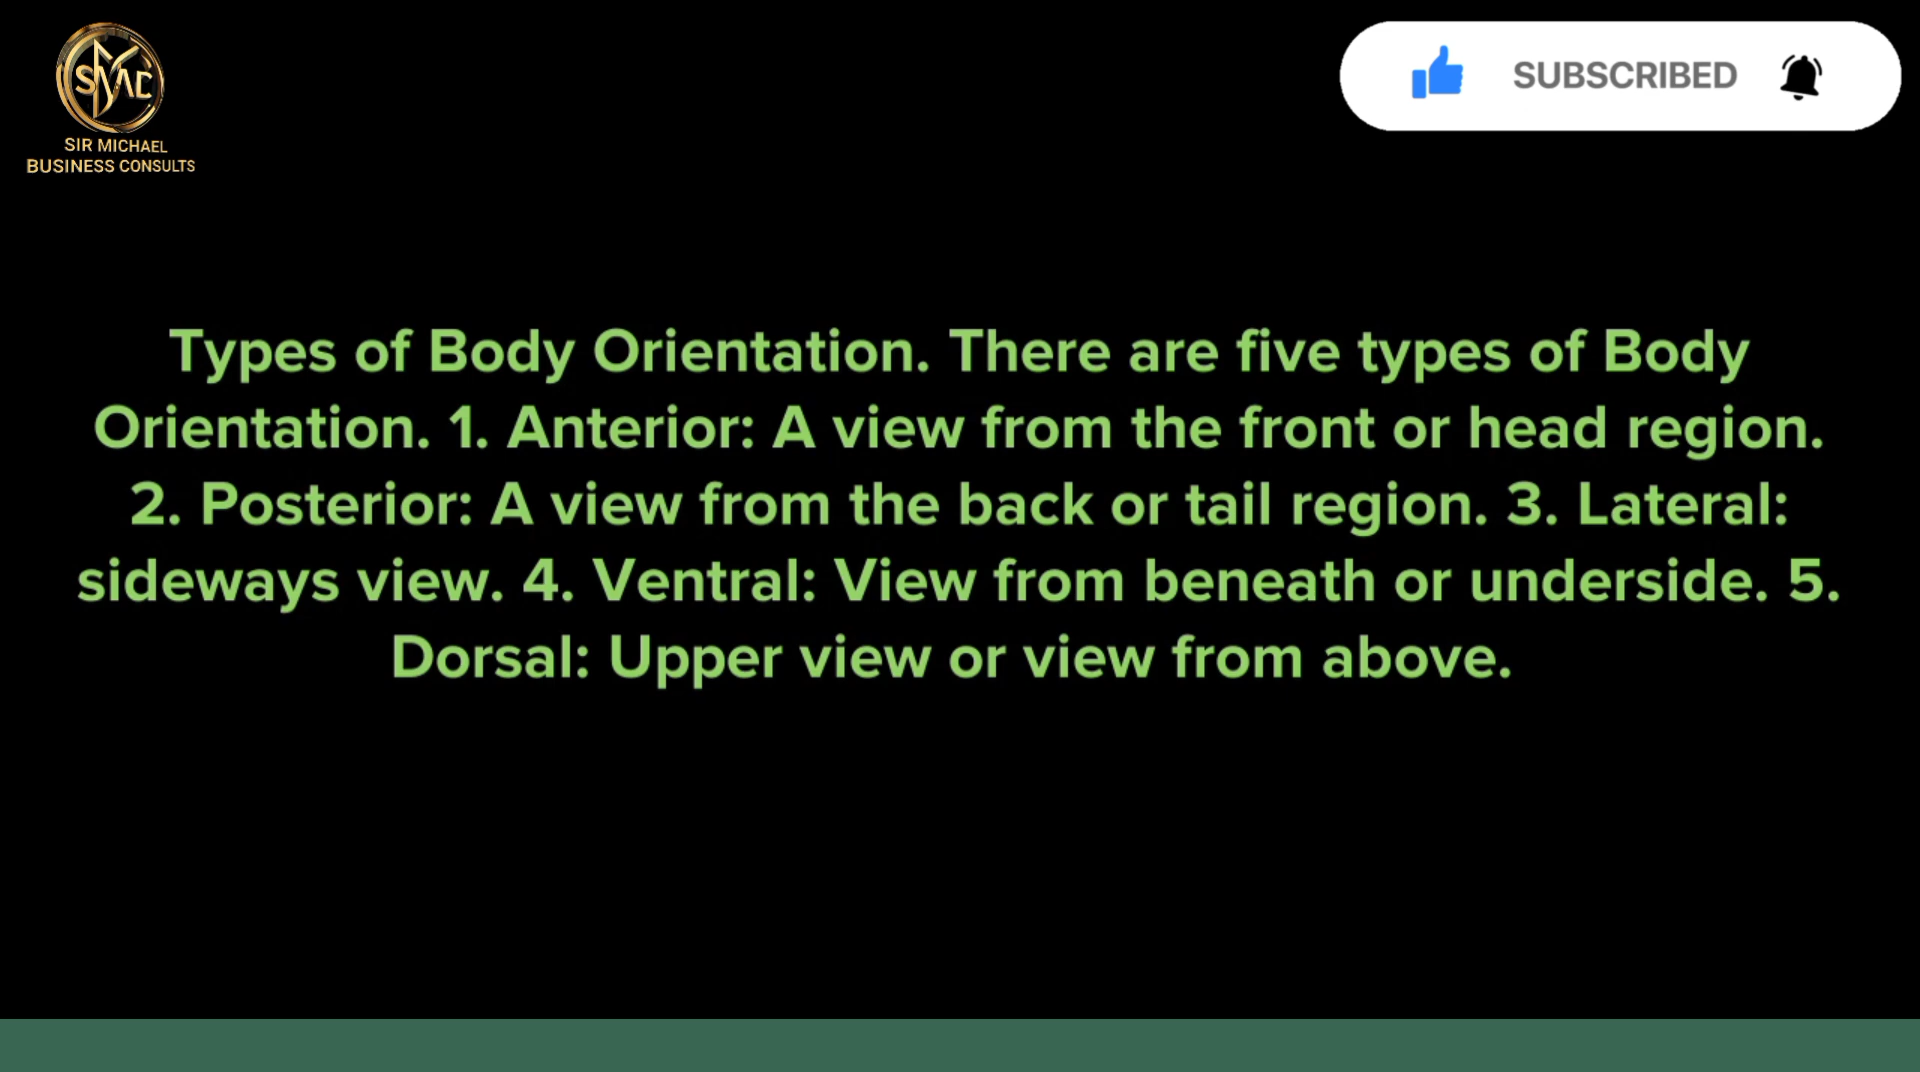 SMC
SIR MICHAEL
BUSINESS CONSULTS
SUBSCRIBED
Types of Body Orientation. There are five types of Body
Orientation. 1. Anterior: A view from the front or head region.
2. Posterior: A view from the back or tail region. 3. Lateral:
sideways view. 4. Ventral: View from beneath or underside. 5.
Dorsal: Upper view or view from above.